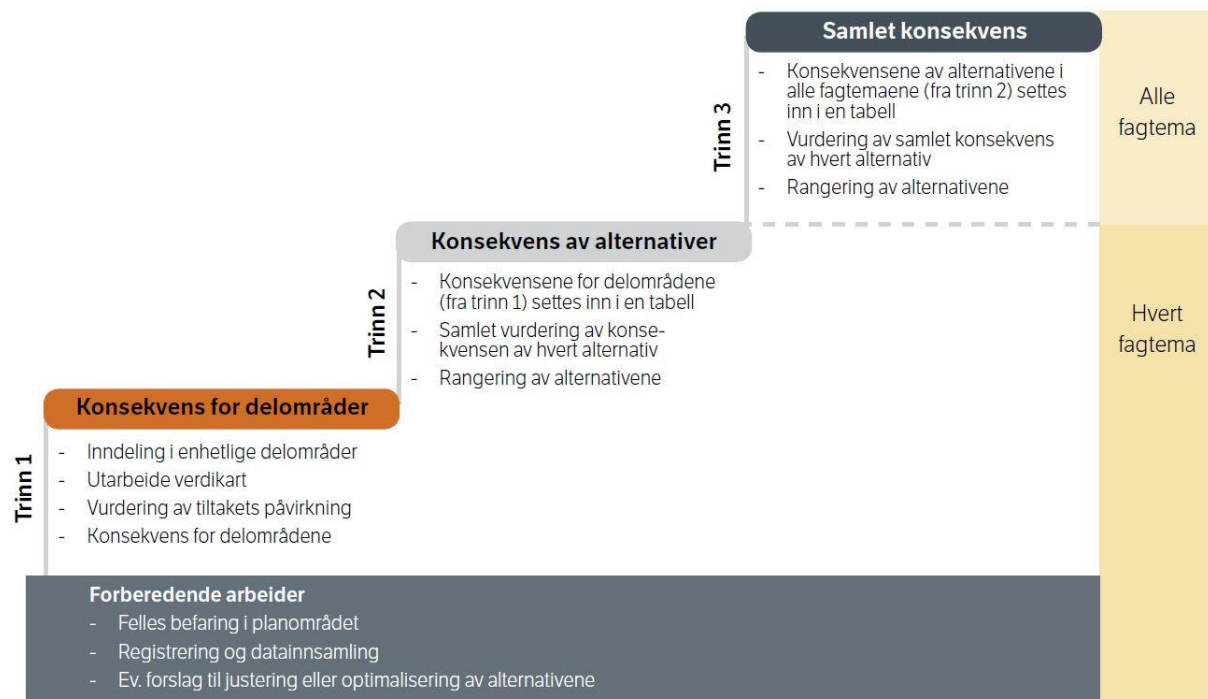 Samlet konsekvens
Trinn 3
- Konsekvensene av alternativene i
alle fagtemaene (fra trinn 2) settes
inn i en tabell
- Vurdering av samlet konsekvens
av hvert alternativ
- Rangering av alternativene
Alle
fagtema
Konsekvens av alternativer
Trinn 2
- Konsekvensene for delområdene
(fra trinn 1) settes inn i en tabell
- Samlet vurdering av konse-
kvensen av hvert alternativ
- Rangering av alternativene
Hvert
fagtema
Konsekvens for delområder
Trinn 1
- Inndeling i enhetlige delområder
- Utarbeide verdikart
- Vurdering av tiltakets påvirkning
- Konsekvens for delområdene
Forberedende arbeider
- Felles befaring i planområdet
- Registrering og datainnsamling
- Ev. forslag til justering eller optimalisering av alternativene